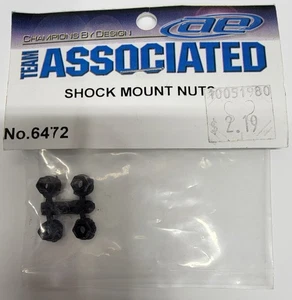 CHAMPIONS BY DESIGN
ae
TEAM
ASSOCIATED
SHOCK MOUNT NUTS
10051980
$ 2.19
No.6472